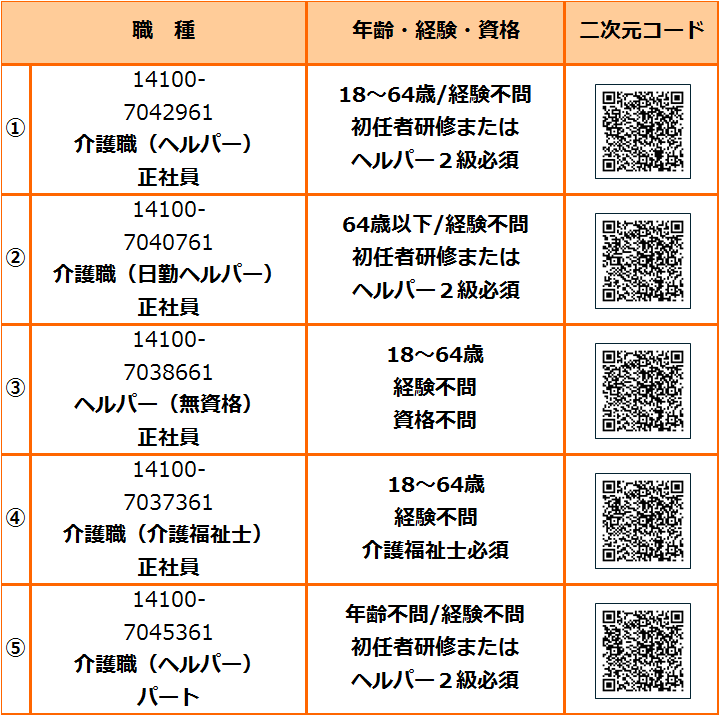 職　種
年齢・経験・資格
二次元コード
①
14100-
7042961
介護職（ヘルパー）
正社員
18～64歳/経験不問
初任者研修または
ヘルパー２級必須
②
14100-
7040761
介護職（日勤ヘルパー）
正社員
64歳以下/経験不問
初任者研修または
ヘルパー２級必須
③
14100-
7038661
ヘルパー（無資格）
正社員
18～64歳
経験不問
資格不問
④
14100-
7037361
介護職（介護福祉士）
正社員
18～64歳
経験不問
介護福祉士必須
⑤
14100-
7045361
介護職（ヘルパー）
パート
年齢不問/経験不問
初任者研修または
ヘルパー２級必須